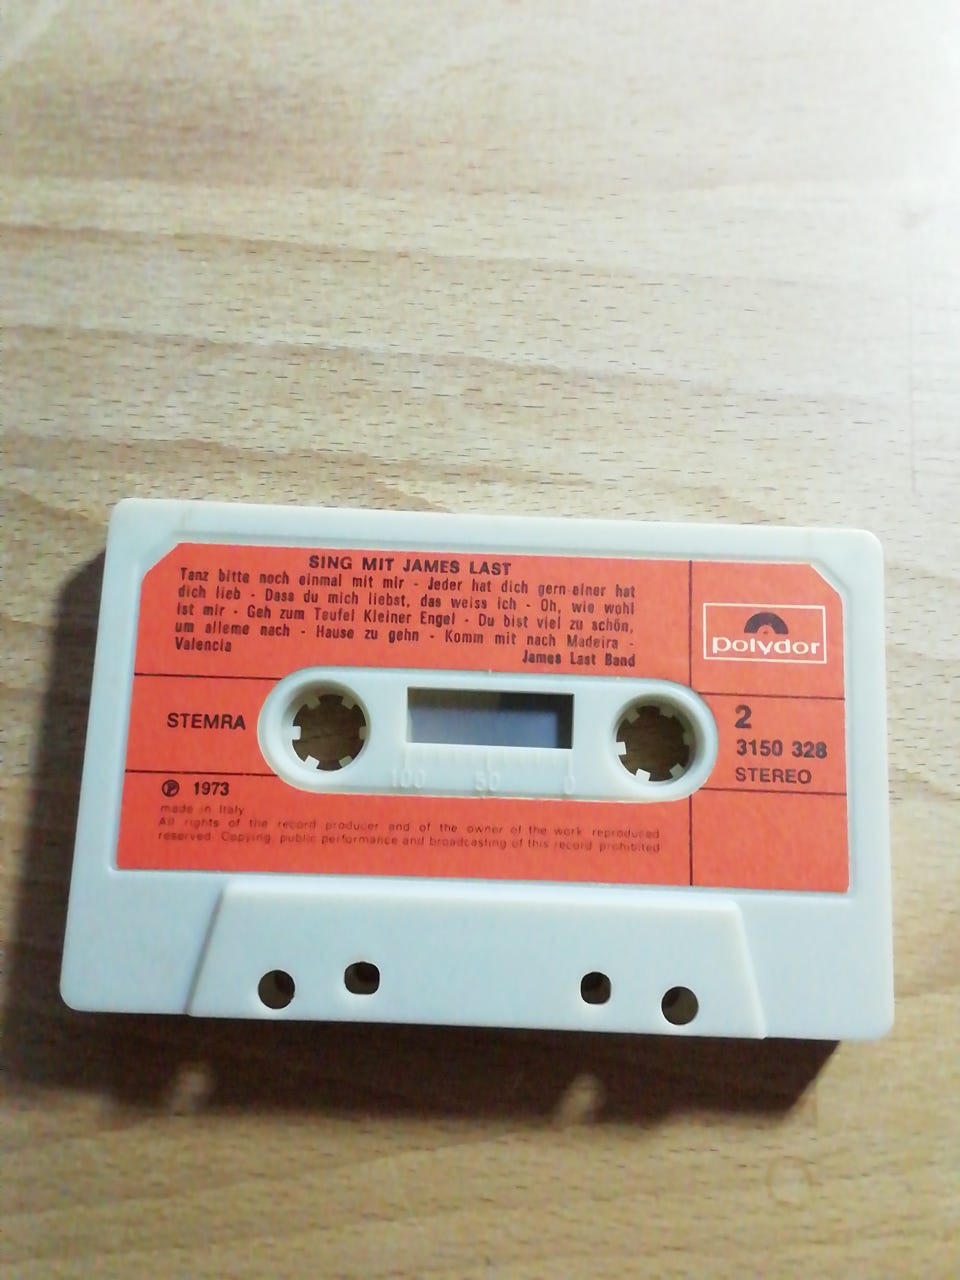 SING MIT JAMES LAST
Tanz bitte noch einmal mit mir - Jeder hat dich gern-einer hat
dich lieb - Dass du mich liebst, das weiss ich - Oh, wie wohl
ist mir - Geh zum Teufel Kleiner Engel - Du bist viel zu schön,
um alleme nach - Hause zu gehn - Komm mit nach Madeira -
Valencia
James Last Band
polydor
STEMRA
2
3150 328
STEREO
100 50 0
℗ 1973
made in Italy
All rights of the record producer and of the owner of the work reproduced
reserved. Copying, public performance and broadcasting of this record prohibited